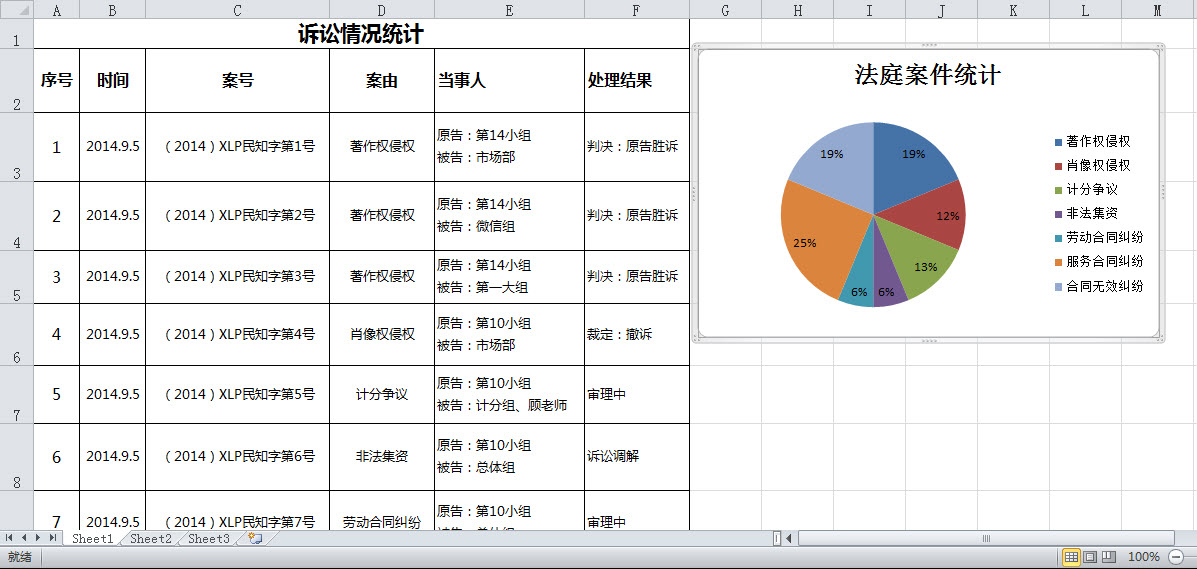 A B C D E F G H I J K L M
1 诉讼情况统计
2 序号 时间 案号 案由 当事人 处理结果
3 1 2014.9.5 （2014）XLP民知字第1号 著作权侵权 原告：第14小组 判决：原告胜诉
被告：市场部
4 2 2014.9.5 （2014）XLP民知字第2号 著作权侵权 原告：第14小组 判决：原告胜诉
被告：微信组
5 3 2014.9.5 （2014）XLP民知字第3号 著作权侵权 原告：第14小组 判决：原告胜诉
被告：第一大组
6 4 2014.9.5 （2014）XLP民知字第4号 肖像权侵权 原告：第10小组 裁定：撤诉
被告：市场部
7 5 2014.9.5 （2014）XLP民知字第5号 计分争议 原告：第10小组 审理中
被告：计分组、顾老师
8 6 2014.9.5 （2014）XLP民知字第6号 非法集资 原告：第10小组 诉讼调解
被告：总体组
7 2014.9.5 （2014）XLP民知字第7号 劳动合同纠纷 原告：第10小组 审理中
法庭案件统计
19%
12%
13%
6%
6%
25%
19%
著作权侵权
肖像权侵权
计分争议
非法集资
劳动合同纠纷
服务合同纠纷
合同无效纠纷
Sheet1 Sheet2 Sheet3
就绪 100%